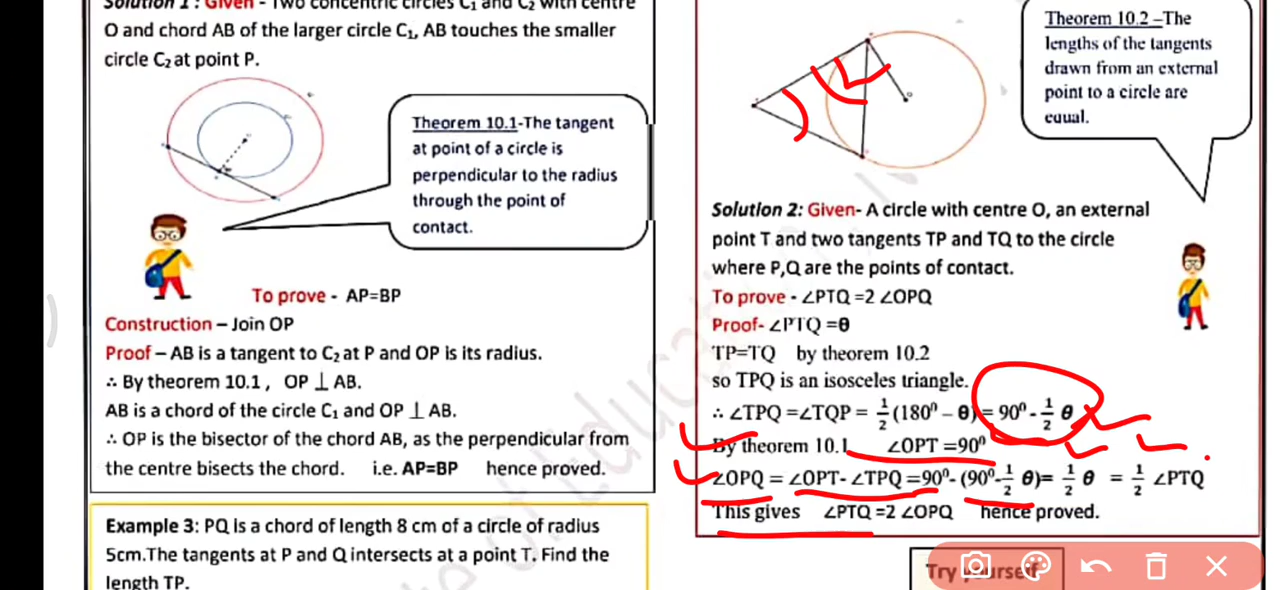 Solution 1 : Given - Two concentric circles C₁ and C₂ with centre
O and chord AB of the larger circle C₁, AB touches the smaller
circle C₂ at point P.
Theorem 10.1-The tangent
at point of a circle is
perpendicular to the radius
through the point of
contact.
To prove - AP=BP
Construction – Join OP
Proof – AB is a tangent to C₂ at P and OP is its radius.
∴ By theorem 10.1 , OP ⊥ AB.
AB is a chord of the circle C₁ and OP ⊥ AB.
∴ OP is the bisector of the chord AB, as the perpendicular from
the centre bisects the chord. i.e. AP=BP hence proved.
Example 3: PQ is a chord of length 8 cm of a circle of radius
5cm.The tangents at P and Q intersects at a point T. Find the
length TP.
Theorem 10.2 –The
lengths of the tangents
drawn from an external
point to a circle are
equal.
Solution 2: Given- A circle with centre O, an external
point T and two tangents TP and TQ to the circle
where P,Q are the points of contact.
To prove - ∠PTQ =2 ∠OPQ
Proof- ∠PTQ =θ
TP=TQ by theorem 10.2
so TPQ is an isosceles triangle.
∴ ∠TPQ =∠TQP = 1/2 (180⁰ – θ) = 90⁰ - 1/2 θ
By theorem 10.1 ∠OPT =90⁰
∠OPQ = ∠OPT- ∠TPQ =90⁰- (90⁰- 1/2 θ)= 1/2 θ = 1/2 ∠PTQ
This gives ∠PTQ =2 ∠OPQ hence proved.
Try yourself